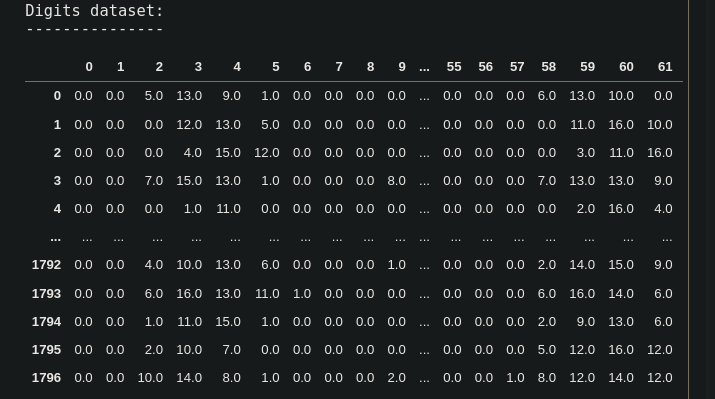 Digits dataset:
---------------
0 1 2 3 4 5 6 7 8 9 ... 55 56 57 58 59 60 61
0 0.0 0.0 5.0 13.0 9.0 1.0 0.0 0.0 0.0 0.0 ... 0.0 0.0 0.0 6.0 13.0 10.0 0.0
1 0.0 0.0 0.0 12.0 13.0 5.0 0.0 0.0 0.0 0.0 ... 0.0 0.0 0.0 0.0 11.0 16.0 10.0
2 0.0 0.0 0.0 4.0 15.0 12.0 0.0 0.0 0.0 0.0 ... 0.0 0.0 0.0 0.0 3.0 11.0 16.0
3 0.0 0.0 7.0 15.0 13.0 1.0 0.0 0.0 0.0 8.0 ... 0.0 0.0 0.0 7.0 13.0 13.0 9.0
4 0.0 0.0 0.0 1.0 11.0 0.0 0.0 0.0 0.0 0.0 ... 0.0 0.0 0.0 0.0 2.0 16.0 4.0
... ... ... ... ... ... ... ... ... ... ... ... ... ... ... ... ... ... ...
1792 0.0 0.0 4.0 10.0 13.0 6.0 0.0 0.0 0.0 1.0 ... 0.0 0.0 0.0 2.0 14.0 15.0 9.0
1793 0.0 0.0 6.0 16.0 13.0 11.0 1.0 0.0 0.0 0.0 ... 0.0 0.0 0.0 6.0 16.0 14.0 6.0
1794 0.0 0.0 1.0 11.0 15.0 1.0 0.0 0.0 0.0 0.0 ... 0.0 0.0 0.0 2.0 9.0 13.0 6.0
1795 0.0 0.0 2.0 10.0 7.0 0.0 0.0 0.0 0.0 0.0 ... 0.0 0.0 0.0 5.0 12.0 16.0 12.0
1796 0.0 0.0 10.0 14.0 8.0 1.0 0.0 0.0 0.0 2.0 ... 0.0 0.0 1.0 8.0 12.0 14.0 12.0